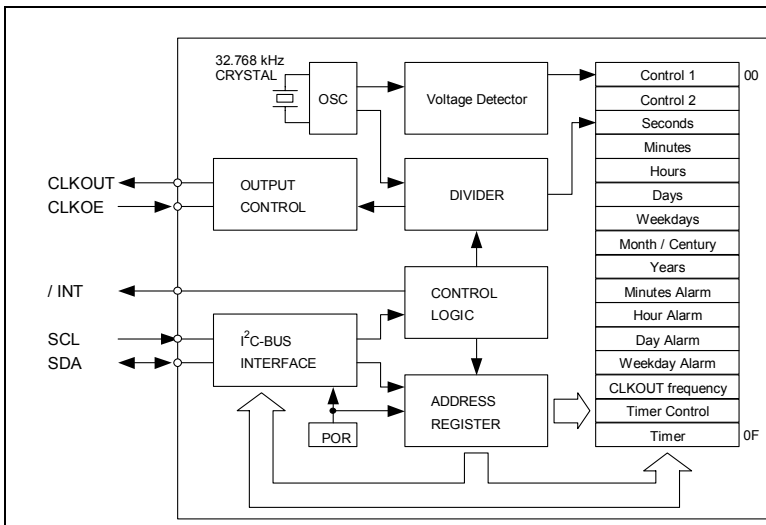 32.768 kHz
CRYSTAL
OSC
Voltage Detector
Control 1
00
Control 2
Seconds
Minutes
Hours
Days
Weekdays
Month / Century
Years
Minutes Alarm
Hour Alarm
Day Alarm
Weekday Alarm
CLKOUT frequency
Timer Control
Timer
0F
CLKOUT
CLKOE
OUTPUT
CONTROL
DIVIDER
/ INT
CONTROL
LOGIC
SCL
SDA
I²C-BUS
INTERFACE
ADDRESS
REGISTER
POR